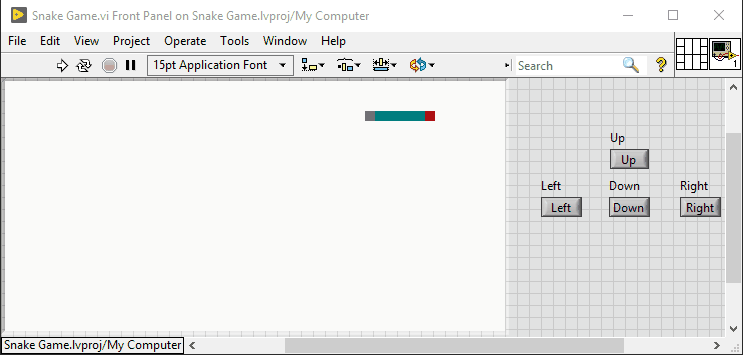 Snake Game.vi Front Panel on Snake Game.lvproj/My Computer
File Edit View Project Operate Tools Window Help
15pt Application Font Search ?
1
Up
Up
Left Down Right
Left Down Right
Snake Game.lvproj/My Computer